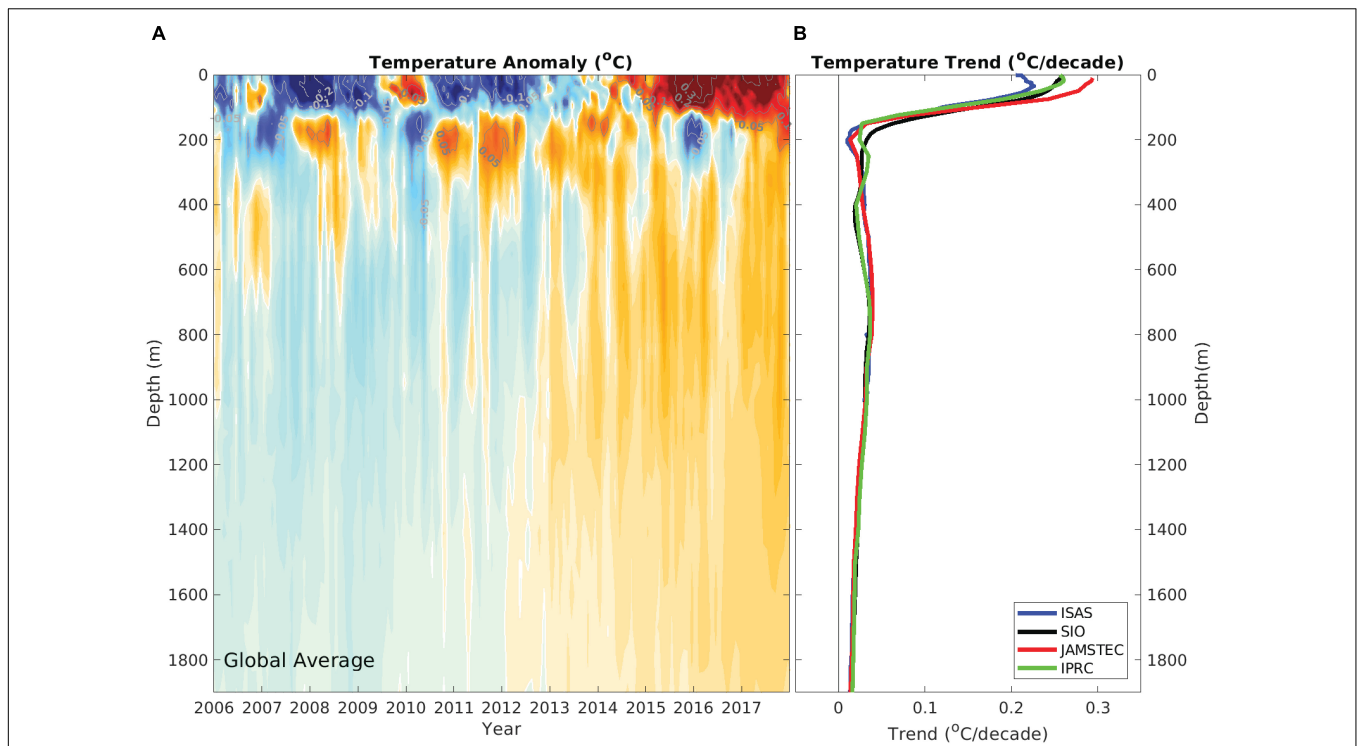 A
B
Temperature Anomaly (°C)
Temperature Trend (°C/decade)
0
200
400
600
800
1000
1200
1400
1600
1800
Depth (m)
Global Average
2006 2007 2008 2009 2010 2011 2012 2013 2014 2015 2016 2017
Year
0
200
400
600
800
1000
1200
1400
1600
1800
Depth(m)
ISAS
SIO
JAMSTEC
IPRC
0 0.1 0.2 0.3
Trend (°C/decade)